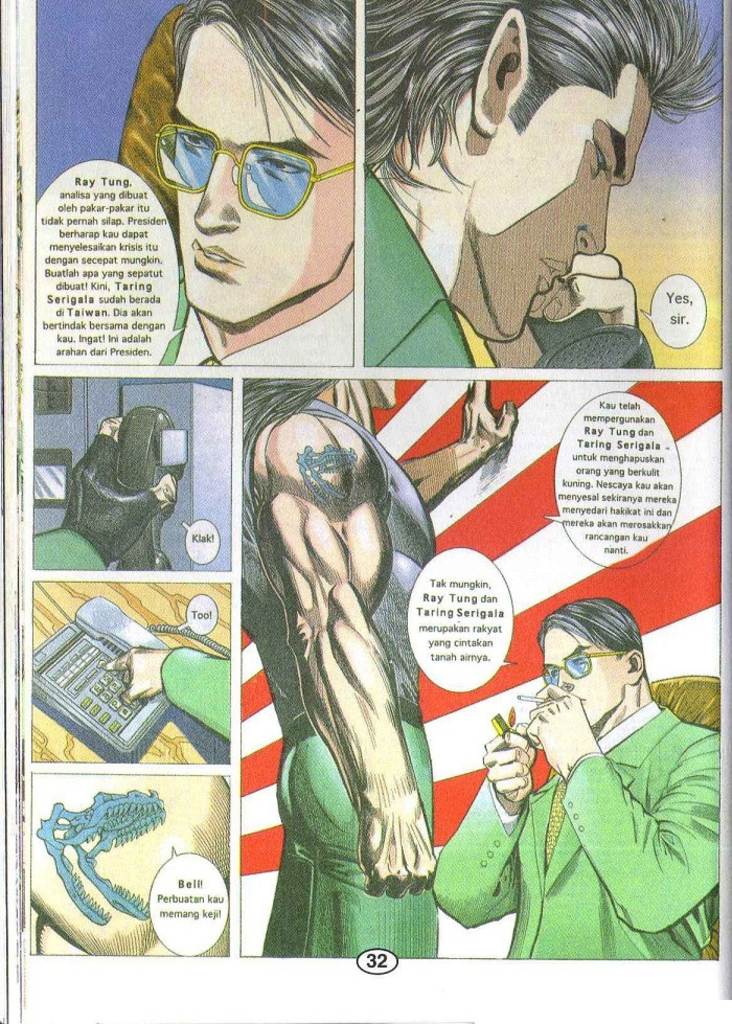 Ray Tung,
analisa yang dibuat
oleh pakar-pakar itu
tidak pernah silap. Presiden
berharap kau dapat
menyelesaikan krisis itu
dengan secepat mungkin.
Buatlah apa yang sepatut
dibuat! Kini, Taring
Serigala sudah berada
di Taiwan. Dia akan
bertindak bersama dengan
kau. Ingat! Ini adalah
arahan dari Presiden.
Yes,
sir.
Klak!
Too!
Bell!
Perbuatan kau
memang keji!
Kau telah
mempergunakan
Ray Tung dan
Taring Serigala
untuk menghapuskan
orang yang berkulit
kuning. Nescaya kau akan
menyesal sekiranya mereka
menyedari hakikat ini dan
mereka akan merosakkan
rancangan kau
nanti.
Tak mungkin,
Ray Tung dan
Taring Serigala
merupakan rakyat
yang cintakan
tanah airnya.
32